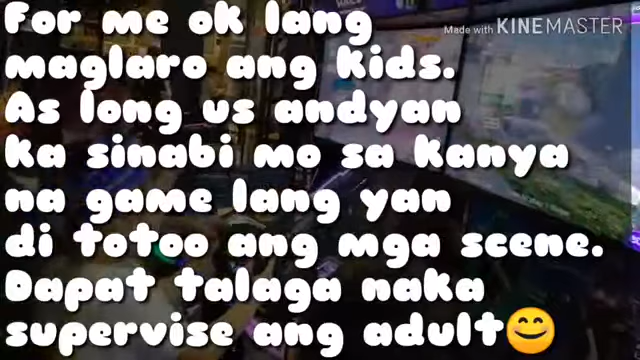 For me ok lang
Made with KINEMASTER
maglaro ang kids.
As long us andyan
ka sinabi mo sa kanya
na game lang yan
di totoo ang mga scene.
Dapat talaga naka
supervise ang adult😊